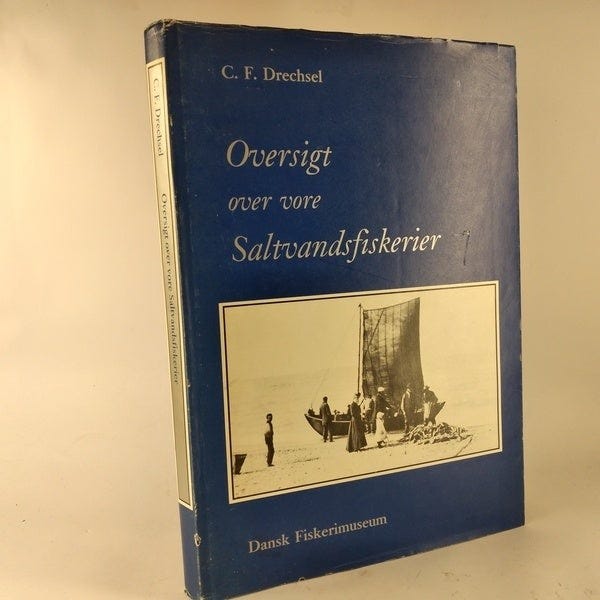 C. F. Drechsel
Oversigt
over vore
Saltvandsfiskerier
Dansk Fiskerimuseum
C. F. Drechsel Oversigt over vore Saltvandsfiskerier